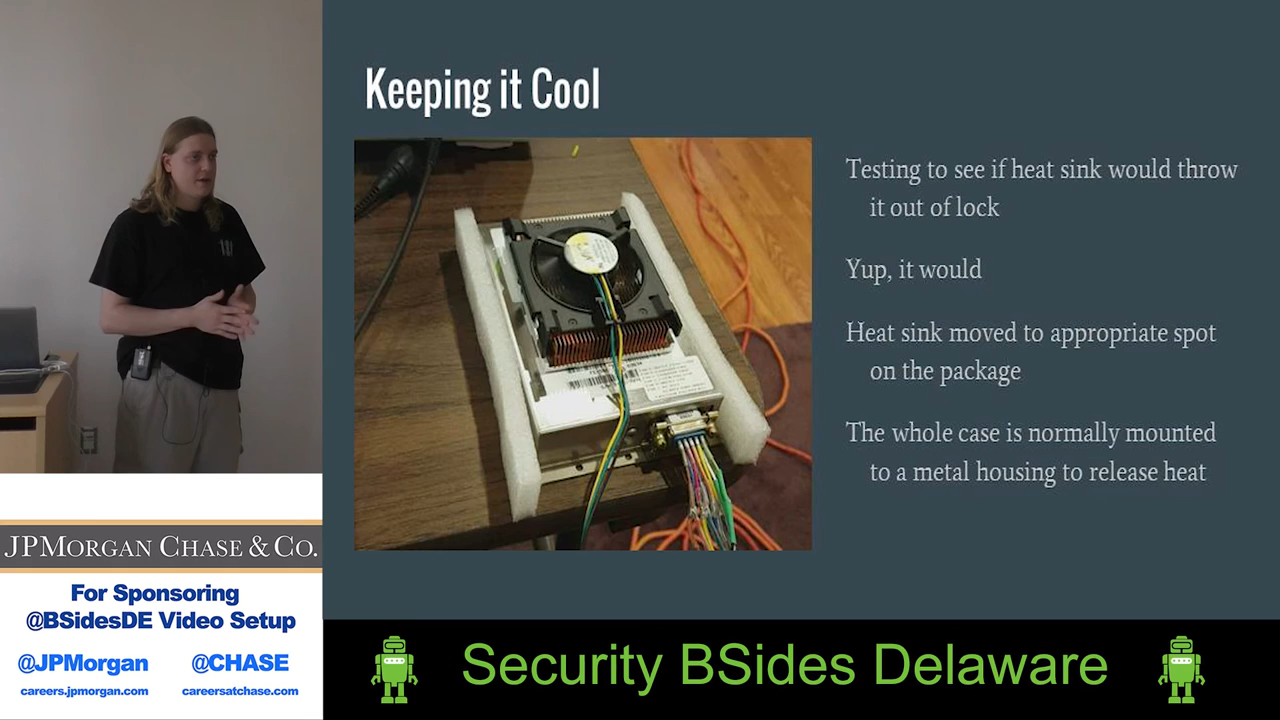 Keeping it Cool
Testing to see if heat sink would throw
it out of lock
Yup, it would
Heat sink moved to appropriate spot
on the package
The whole case is normally mounted
to a metal housing to release heat
JPMORGAN CHASE & CO.
For Sponsoring
@BSidesDE Video Setup
@JPMorgan @CHASE
careers.jpmorgan.com careersatchase.com
Security BSides Delaware